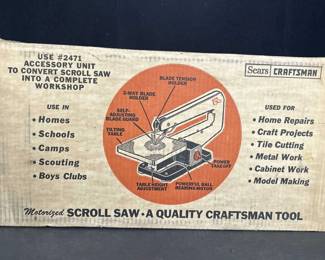 USE #2471
ACCESSORY UNIT
TO CONVERT SCROLL SAW
INTO A COMPLETE
WORKSHOP
USE IN
• Homes
• Schools
• Camps
• Scouting
• Boys Clubs
BLADE TENSION
HOLDER
2-WAY BLADE
HOLDER
SELF-
ADJUSTING
BLADE GUARD
TILTING
TABLE
POWER
TAKEOFF
TABLE HEIGHT
ADJUSTMENT
POWERFUL BALL
BEARING MOTOR
Sears CRAFTSMAN
USED FOR
• Home Repairs
• Craft Projects
• Tile Cutting
• Metal Work
• Cabinet Work
• Model Making
Motorized SCROLL SAW • A QUALITY CRAFTSMAN TOOL